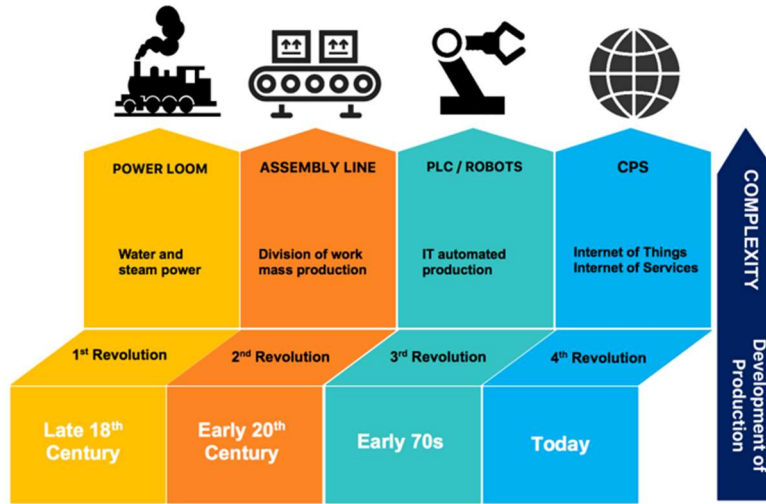 POWER LOOM
Water and
steam power
ASSEMBLY LINE
Division of work
mass production
PLC / ROBOTS
IT automated
production
CPS
Internet of Things
Internet of Services
1st Revolution
2nd Revolution
3rd Revolution
4th Revolution
Late 18th
Century
Early 20th
Century
Early 70s
Today
COMPLEXITY
Development of
Production